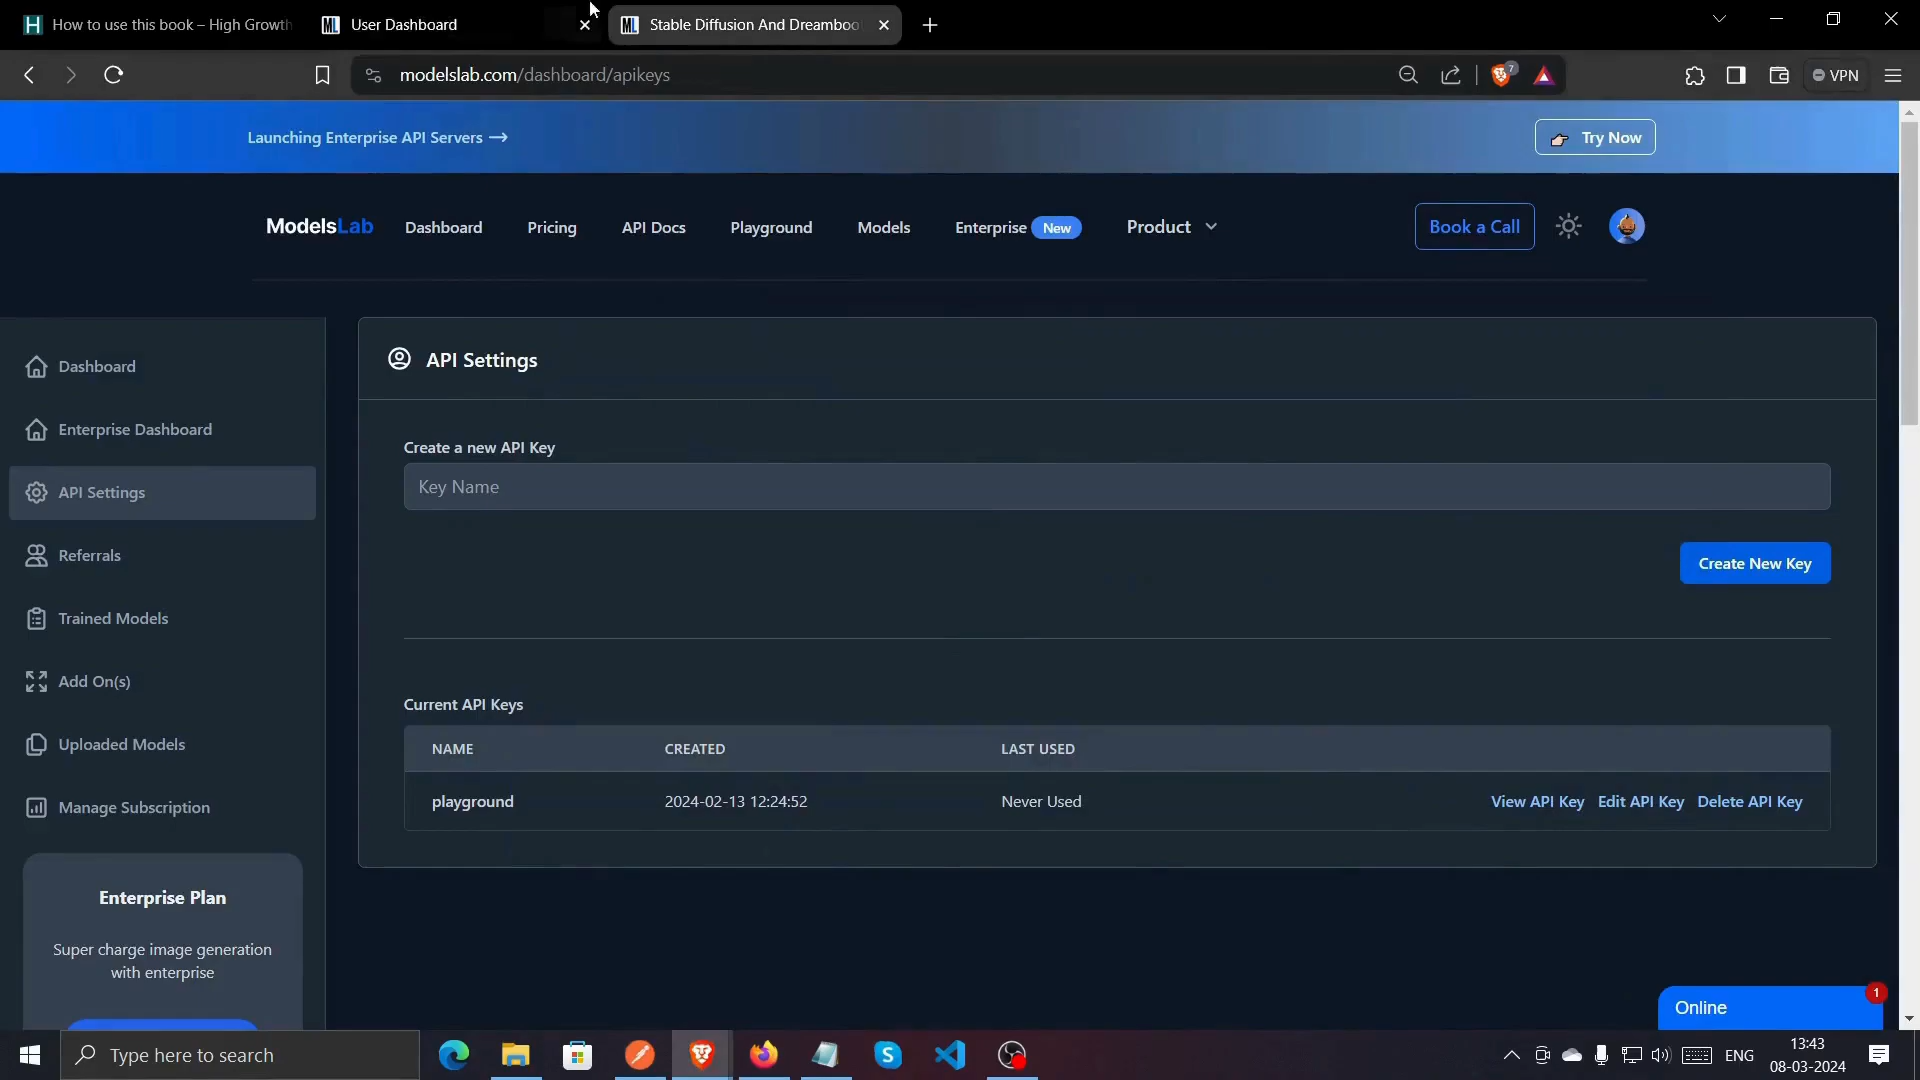 How to use this book – High Growth
User Dashboard
Stable Diffusion And Dreamboo
modelslab.com/dashboard/apikeys
7
VPN
Launching Enterprise API Servers →
Try Now
ModelsLab
Dashboard
Pricing
API Docs
Playground
Models
Enterprise New
Product
Book a Call
Dashboard
Enterprise Dashboard
API Settings
Referrals
Trained Models
Add On(s)
Uploaded Models
Manage Subscription
Enterprise Plan
Super charge image generation
with enterprise
API Settings
Create a new API Key
Key Name
Create New Key
Current API Keys
NAME CREATED LAST USED
playground 2024-02-13 12:24:52 Never Used View API Key Edit API Key Delete API Key
Online
1
Type here to search
ENG
13:43
08-03-2024